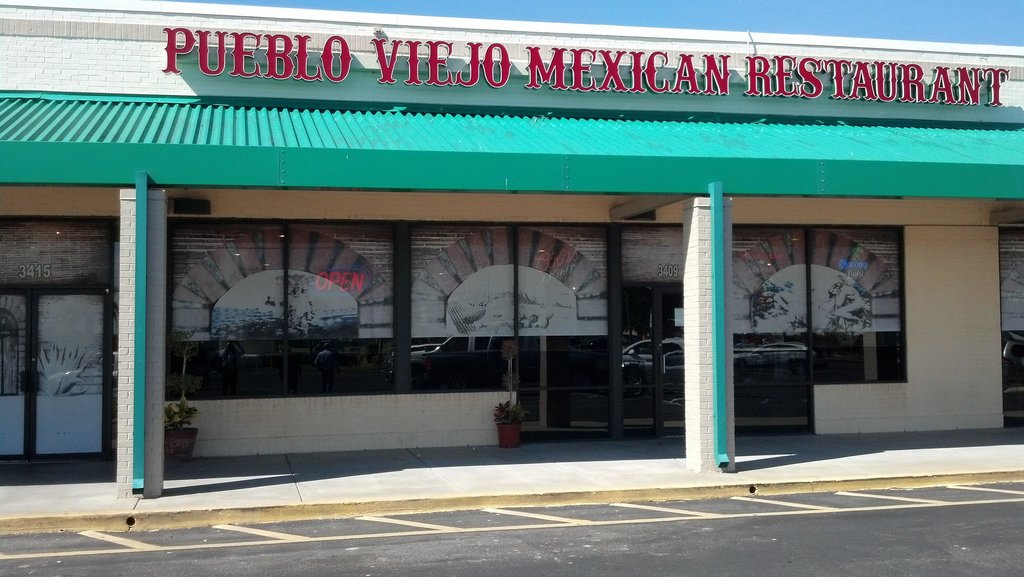 PUEBLO VIEJO MEXICAN RESTAURANT
3415
OPEN
3409